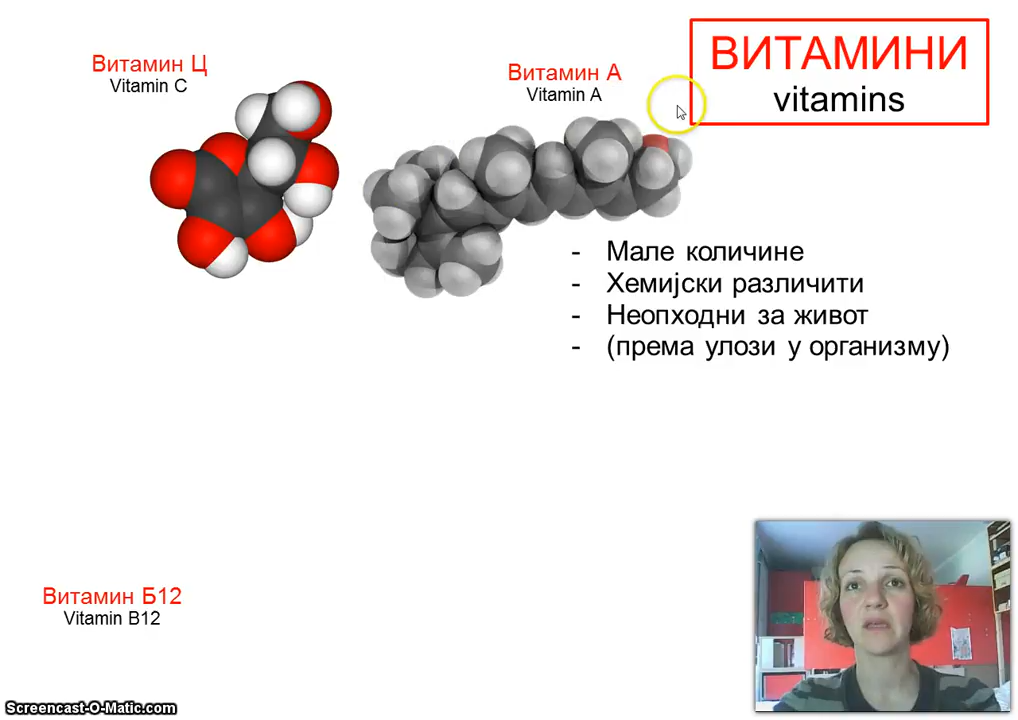 ВИТАМИНИ
vitamins
Витамин Ц
Vitamin C
Витамин А
Vitamin A
- Мале количине
- Хемијски различити
- Неопходни за живот
- (према улози у организму)
Витамин Б12
Vitamin B12
Screencast-O-Matic.com